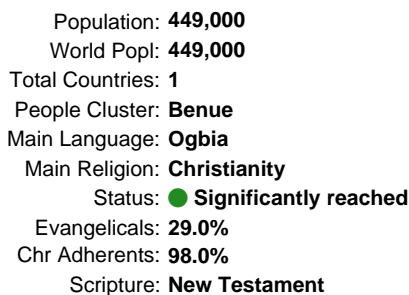 Population: 449,000
World Popl: 449,000
Total Countries: 1
People Cluster: Benue
Main Language: Ogbia
Main Religion: Christianity
Status: Significantly reached
Evangelicals: 29.0%
Chr Adherents: 98.0%
Scripture: New Testament